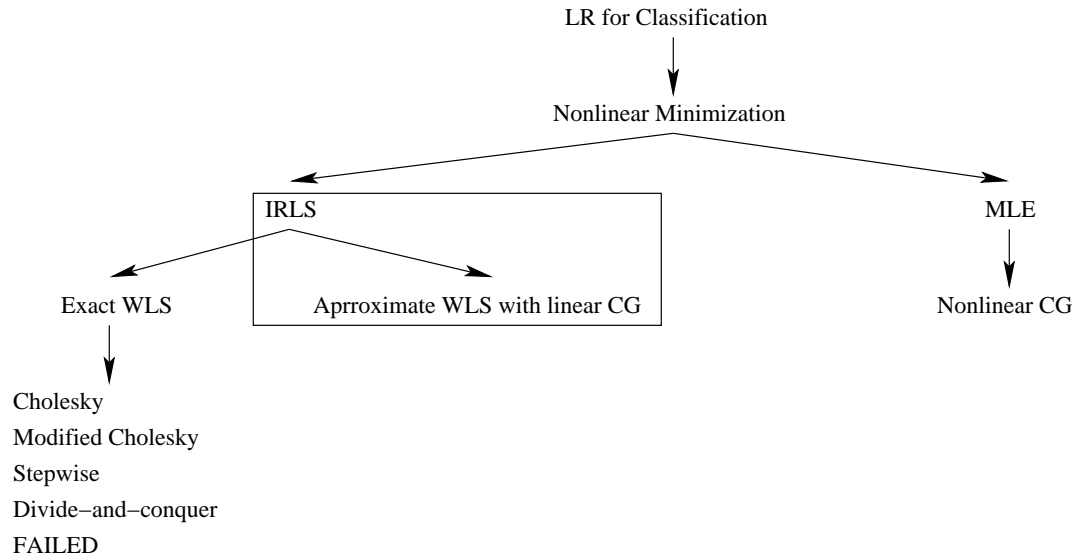 LR for Classification
Nonlinear Minimization
IRLS
MLE
Exact WLS
Aprroximate WLS with linear CG
Nonlinear CG
Cholesky
Modified Cholesky
Stepwise
Divide−and−conquer
FAILED